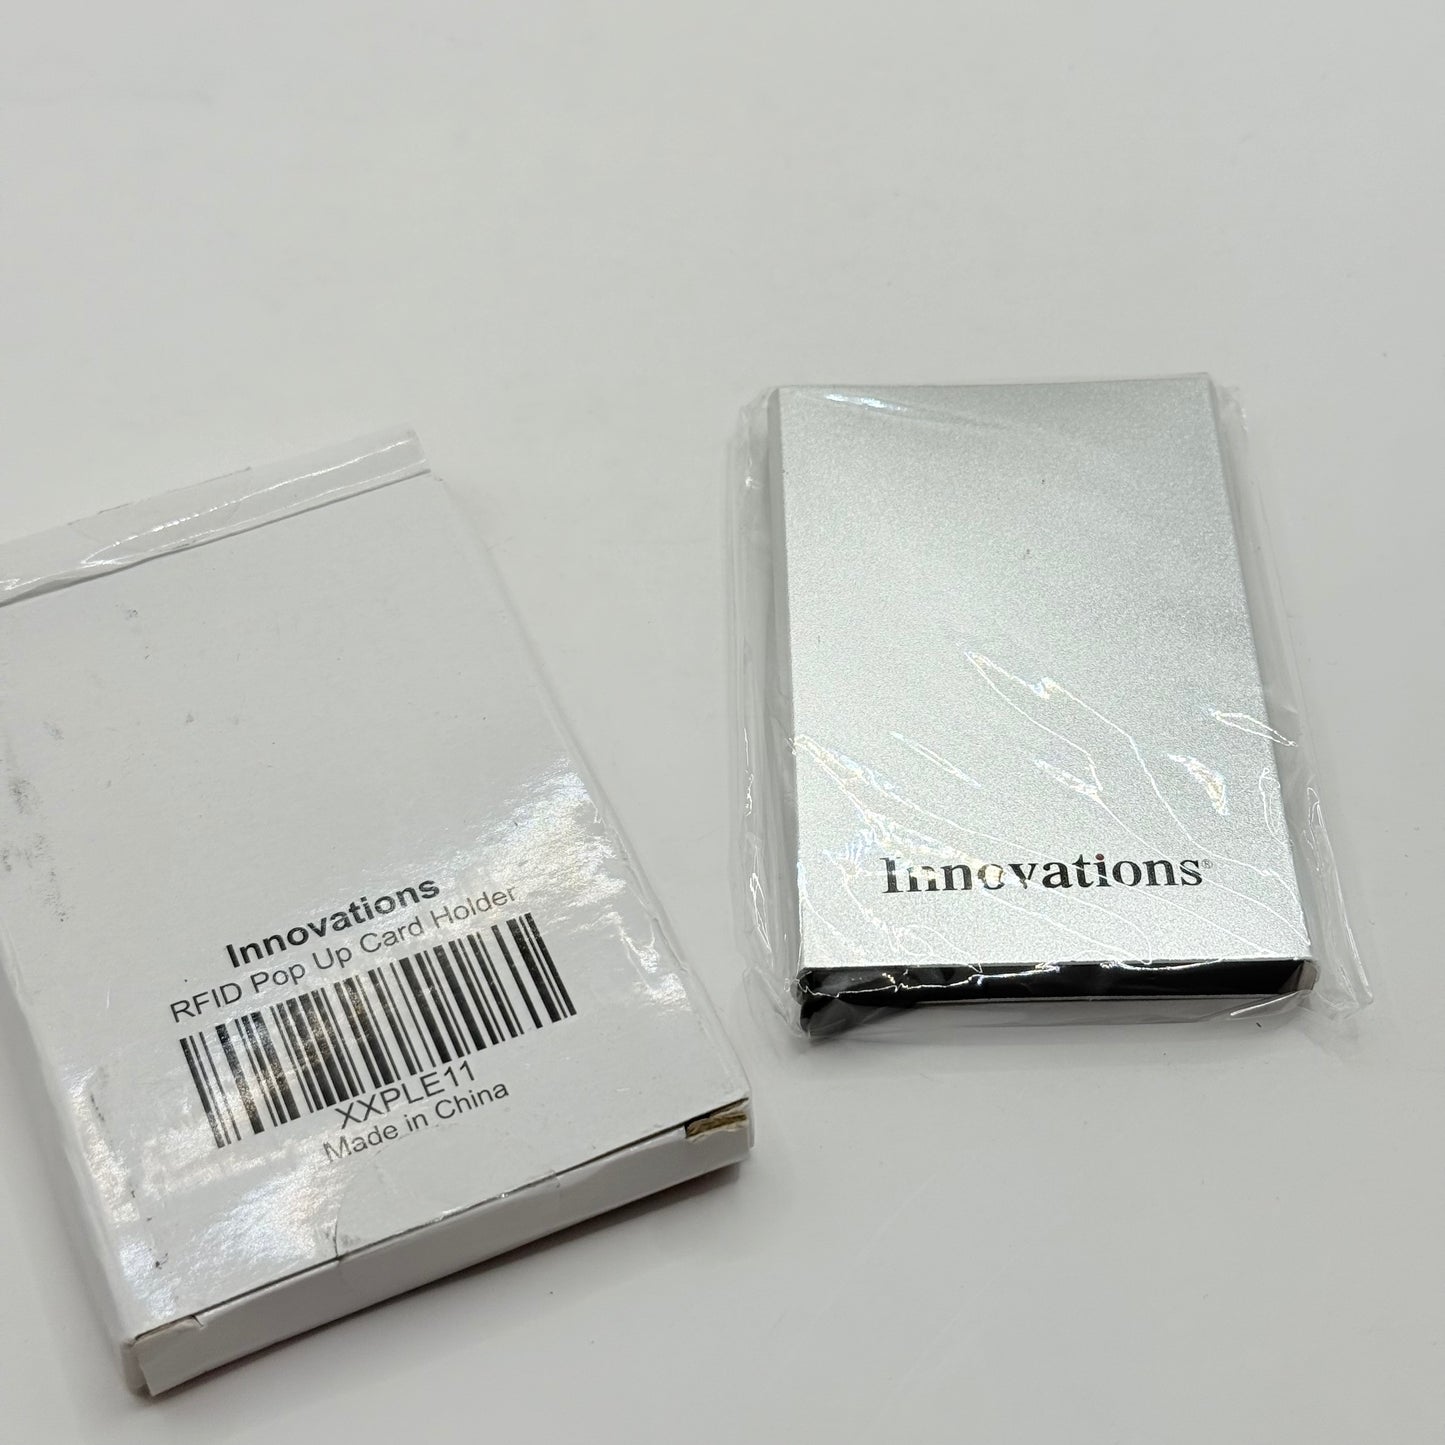 Innovations
RFID Pop Up Card Holder
XXPLE11
Made in China
Innovations®